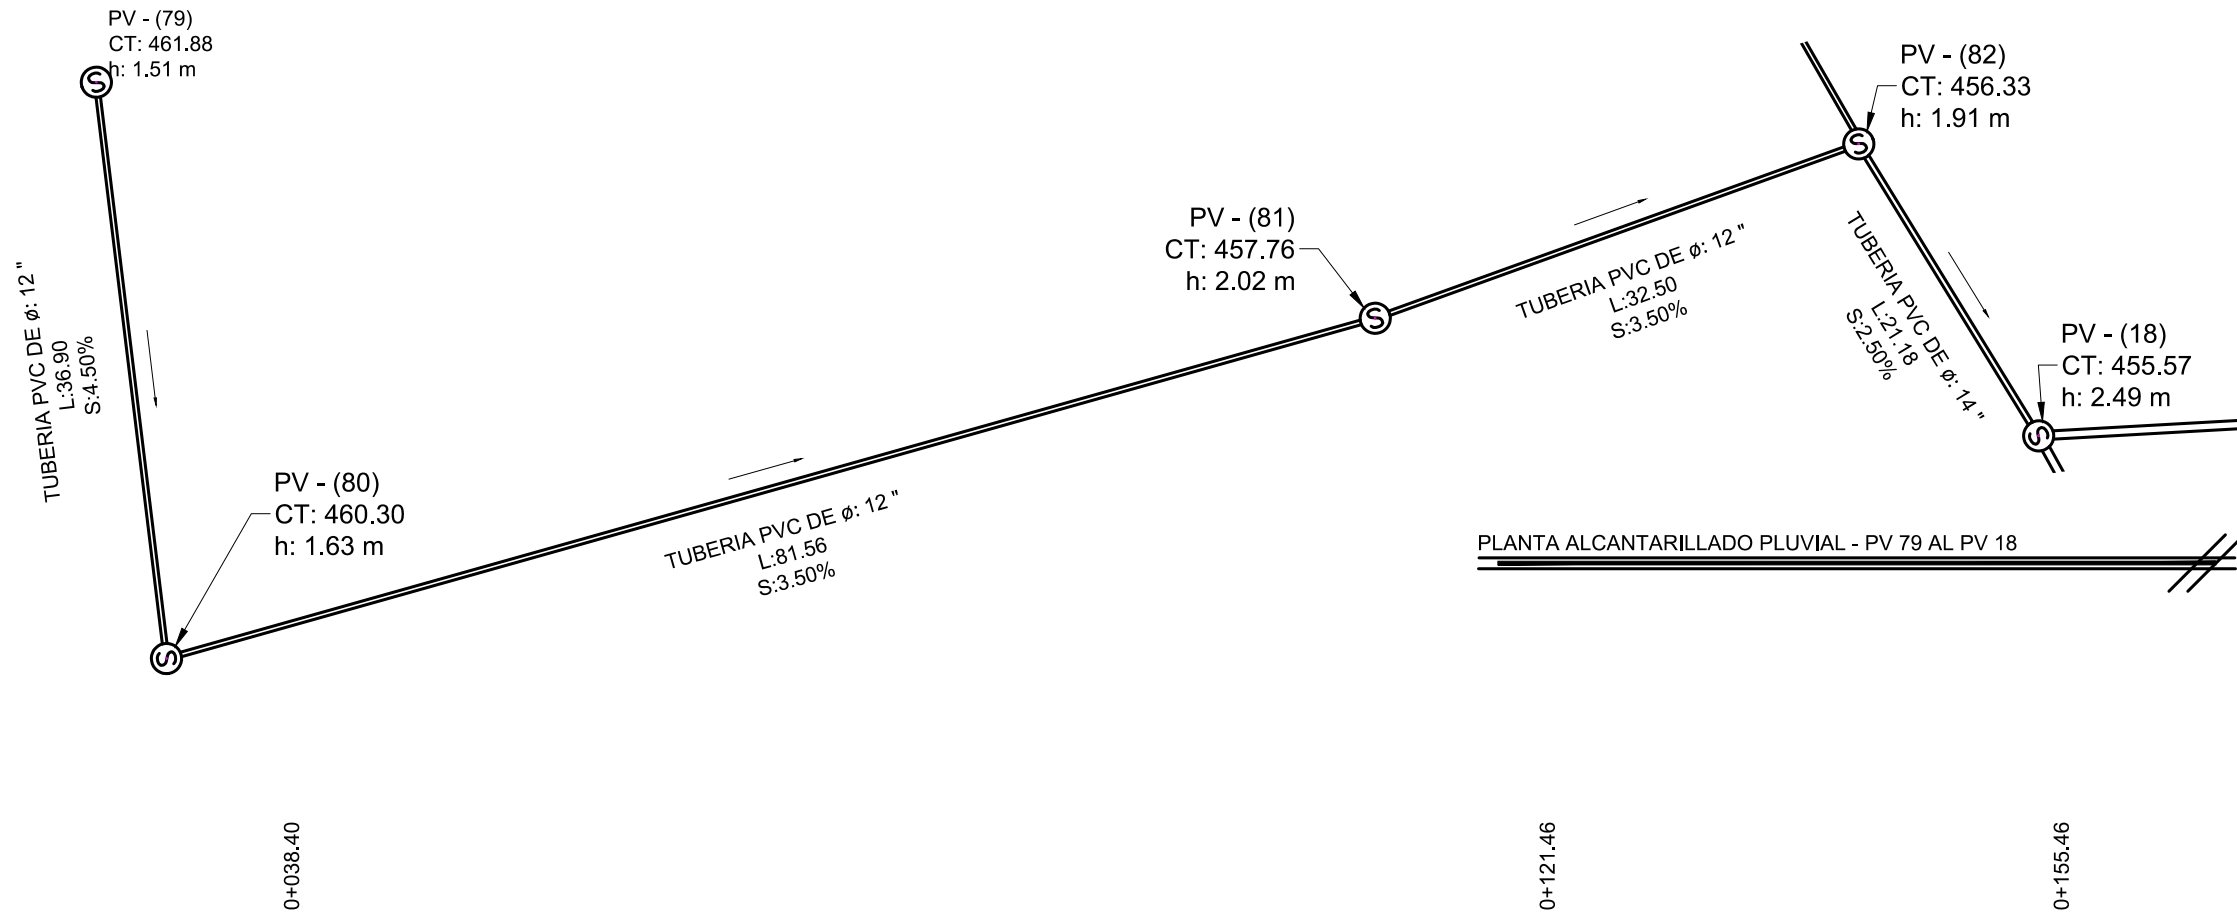 PV - (79)
CT: 461.88
h: 1.51 m
TUBERIA PVC DE ø: 12 "
L:36.90
S:4.50%
PV - (80)
CT: 460.30
h: 1.63 m
TUBERIA PVC DE ø: 12 "
L:81.56
S:3.50%
PV - (81)
CT: 457.76
h: 2.02 m
TUBERIA PVC DE ø: 12 "
L:32.50
S:3.50%
PV - (82)
CT: 456.33
h: 1.91 m
TUBERIA PVC DE ø: 14 "
L:21.18
S:2.50%
PV - (18)
CT: 455.57
h: 2.49 m
PLANTA ALCANTARILLADO PLUVIAL - PV 79 AL PV 18
0+038.40
0+121.46
0+155.46